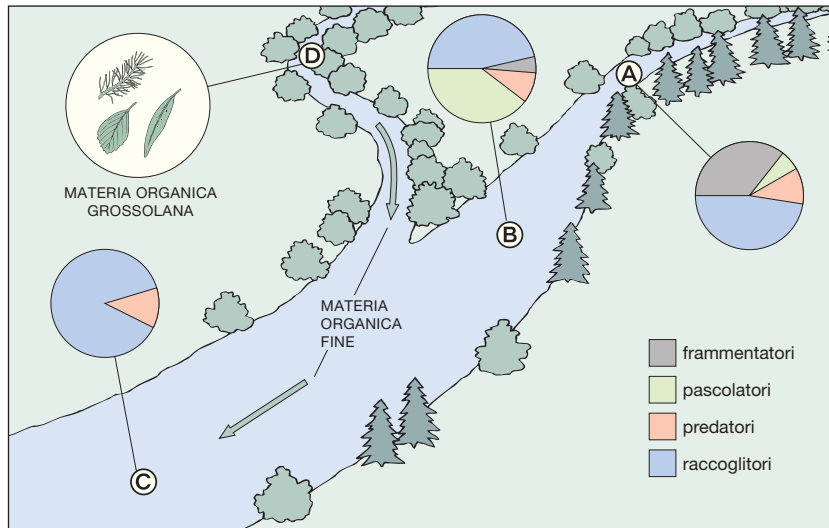 D
A
MATERIA ORGANICA
GROSSOLANA
B
MATERIA
ORGANICA
FINE
frammentatori
pascolatori
predatori
raccoglitori
C